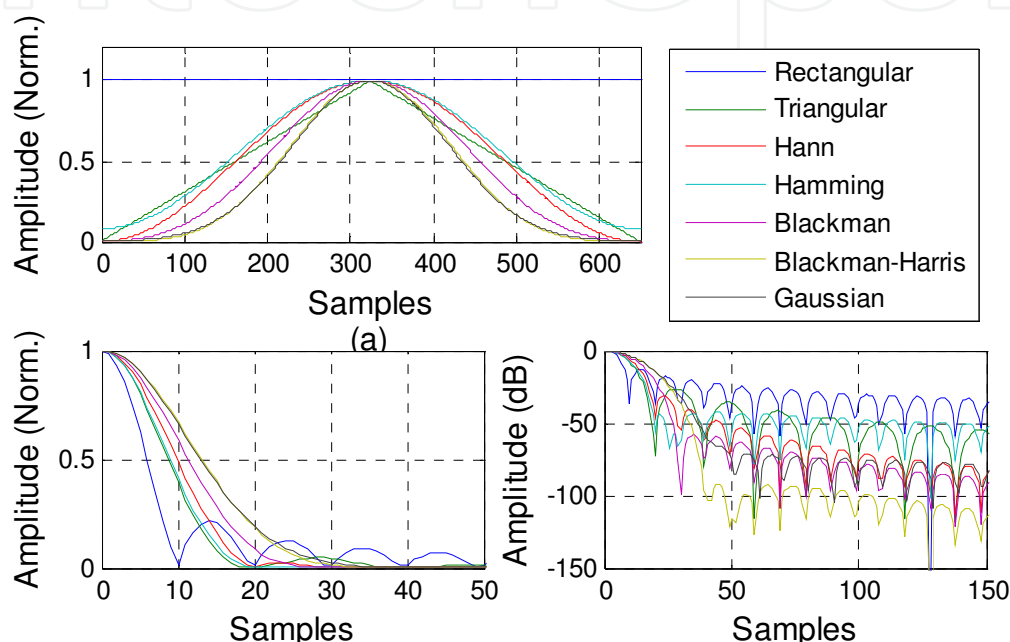 Amplitude (Norm.)
1
0.5
0
0 100 200 300 400 500 600
Samples
(a)
Rectangular
Triangular
Hann
Hamming
Blackman
Blackman-Harris
Gaussian
Amplitude (Norm.)
1
0.5
0
0 10 20 30 40 50
Samples
Amplitude (dB)
0
-50
-100
-150
0 50 100 150
Samples